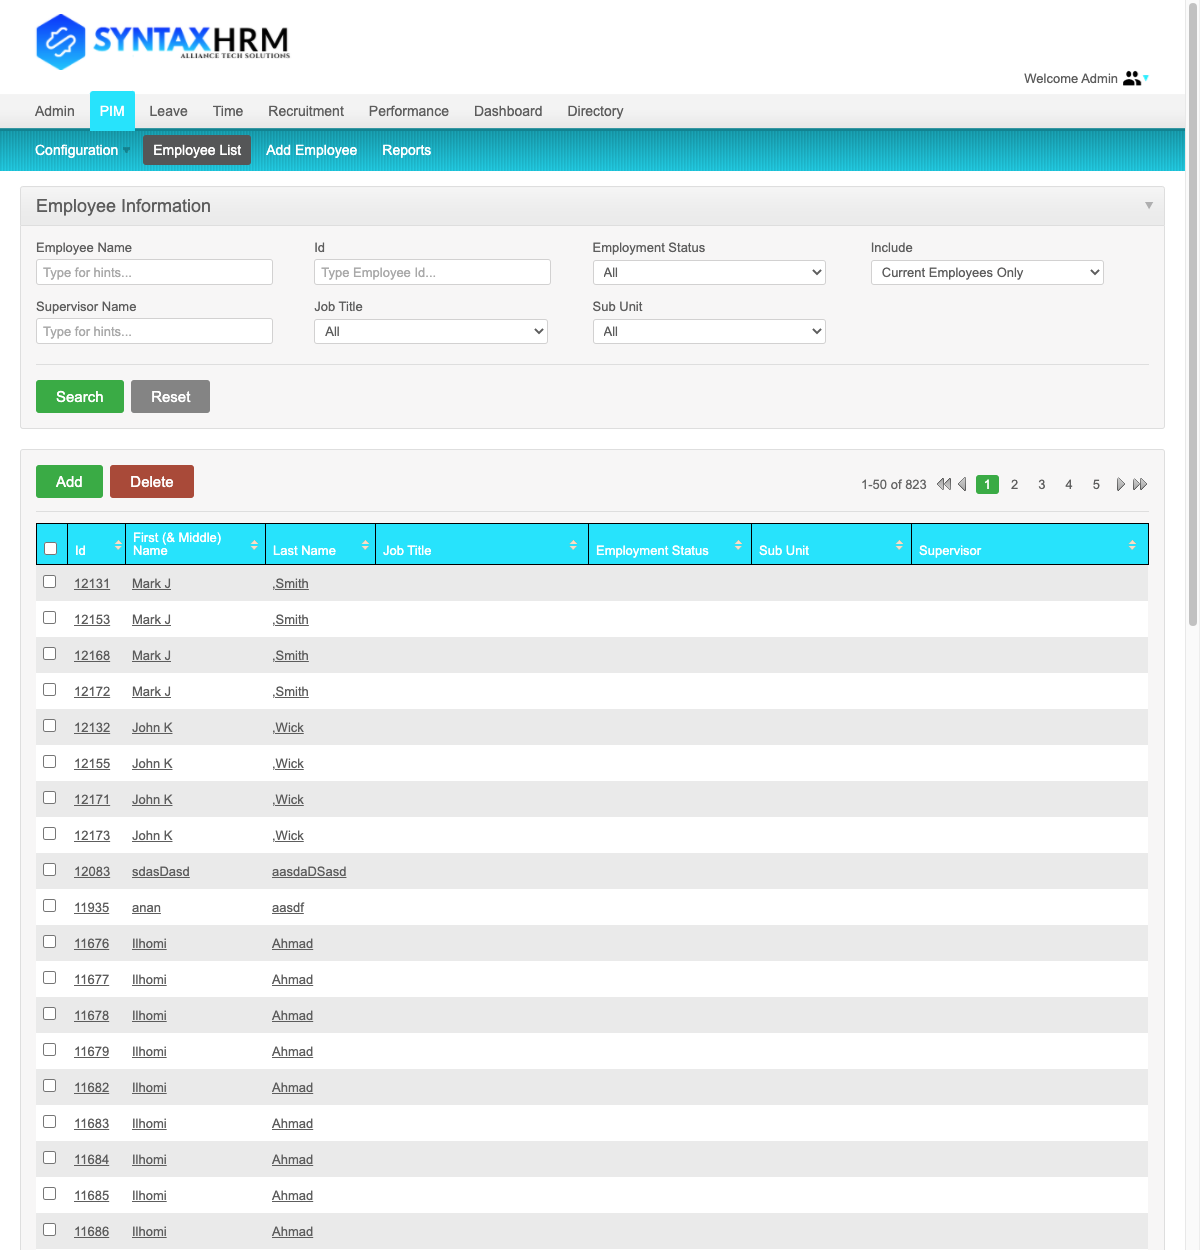 SYNTAXHRM
ALLIANCE TECH SOLUTIONS
Welcome Admin
Admin PIM Leave Time Recruitment Performance Dashboard Directory
Configuration Employee List Add Employee Reports
Employee Information
Employee Name Id Employment Status Include
Type for hints... Type Employee Id... All Current Employees Only
Supervisor Name Job Title Sub Unit
Type for hints... All All
Search Reset
Add Delete 1-50 of 823 1 2 3 4 5
Id First (& Middle) Name Last Name Job Title Employment Status Sub Unit Supervisor
12131 Mark J ,Smith
12153 Mark J ,Smith
12168 Mark J ,Smith
12172 Mark J ,Smith
12132 John K ,Wick
12155 John K ,Wick
12171 John K ,Wick
12173 John K ,Wick
12083 sdasDasd aasdaDSasd
11935 anan aasdf
11676 Ilhomi Ahmad
11677 Ilhomi Ahmad
11678 Ilhomi Ahmad
11679 Ilhomi Ahmad
11682 Ilhomi Ahmad
11683 Ilhomi Ahmad
11684 Ilhomi Ahmad
11685 Ilhomi Ahmad
11686 Ilhomi Ahmad